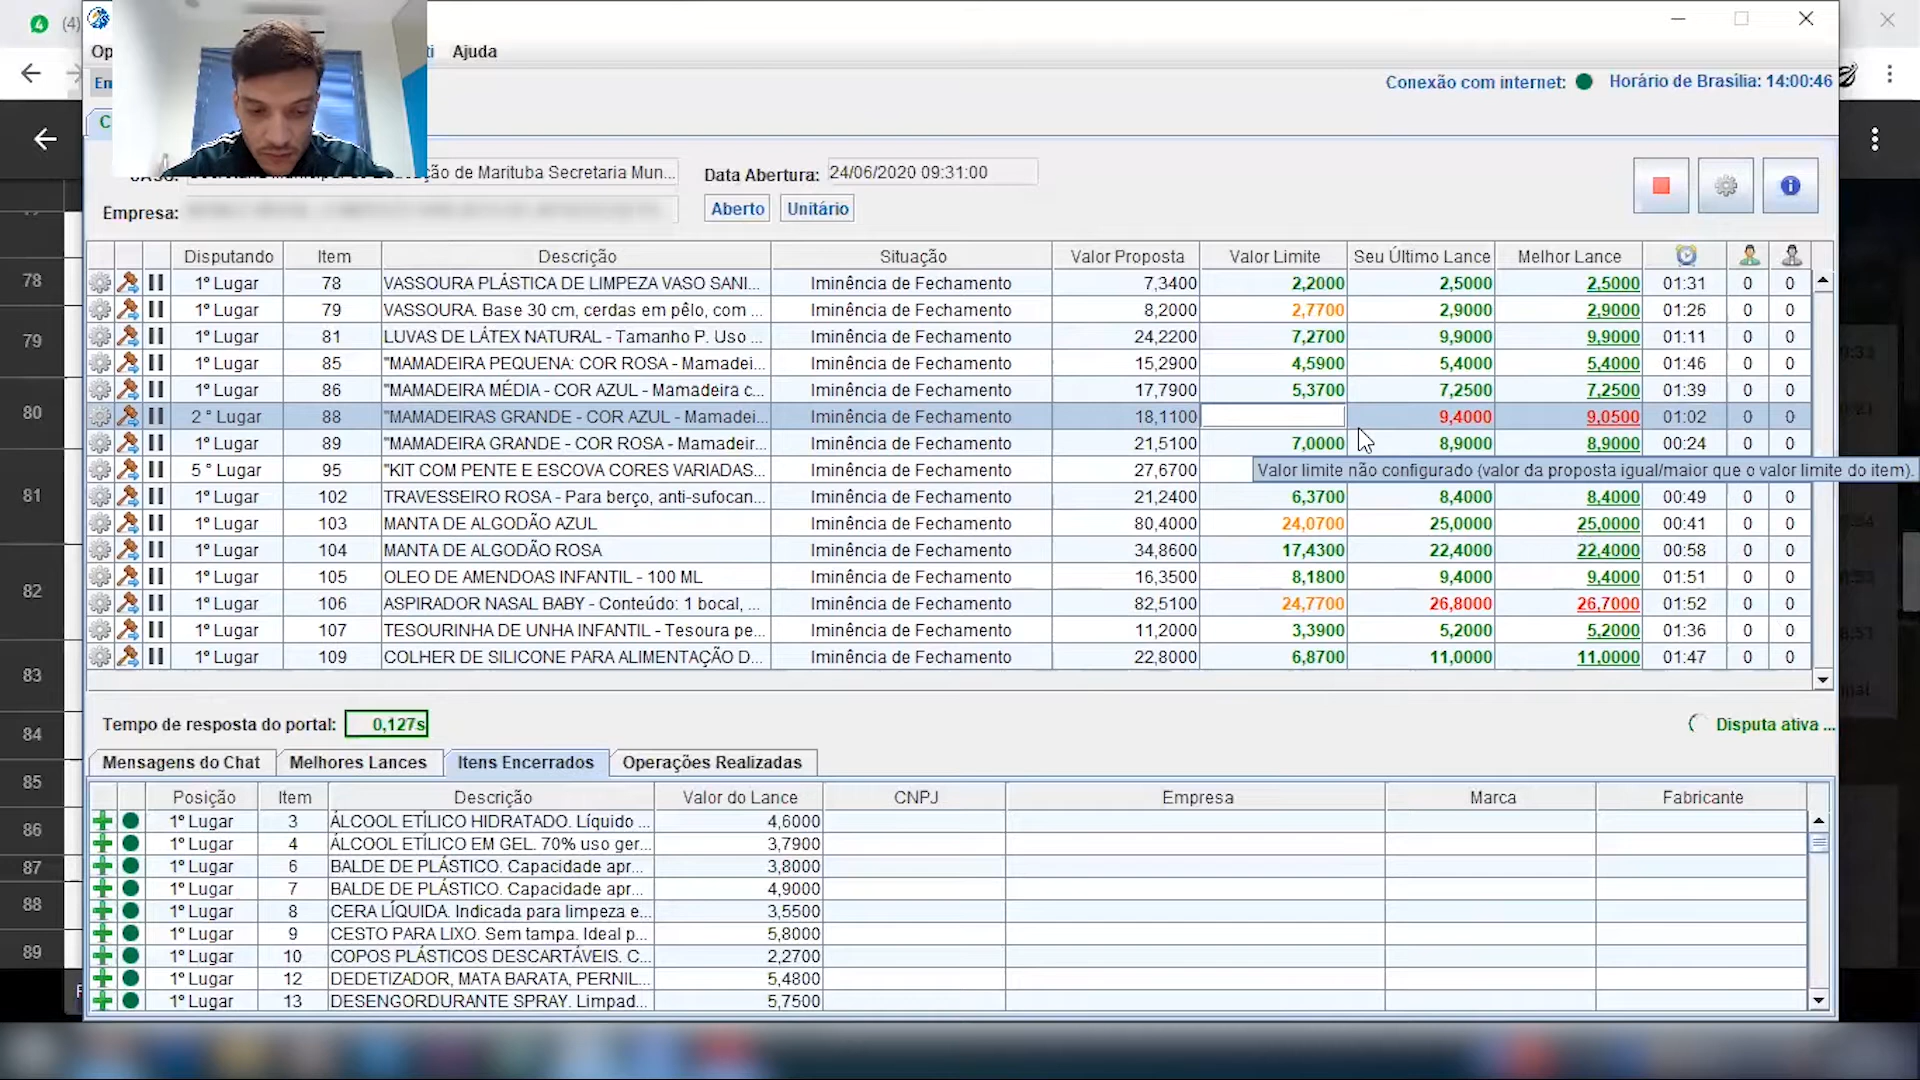 (4)
Op
ti
Ajuda
Em
Conexão com internet:
Horário de Brasília: 14:00:46
C
ção de Marituba Secretaria Mun...
Data Abertura: 24/06/2020 09:31:00
Empresa:
Aberto Unitário
Disputando Item Descrição Situação Valor Proposta Valor Limite Seu Último Lance Melhor Lance
1º Lugar 78 VASSOURA PLÁSTICA DE LIMPEZA VASO SANI... Iminência de Fechamento 7,3400 2,2000 2,5000 2,5000 01:31 0 0
1º Lugar 79 VASSOURA. Base 30 cm, cerdas em pêlo, com ... Iminência de Fechamento 8,2000 2,7700 2,9000 2,9000 01:26 0 0
1º Lugar 81 LUVAS DE LÁTEX NATURAL - Tamanho P. Uso ... Iminência de Fechamento 24,2200 7,2700 9,9000 9,9000 01:11 0 0
1º Lugar 85 "MAMADEIRA PEQUENA: COR ROSA - Mamadei... Iminência de Fechamento 15,2900 4,5900 5,4000 5,4000 01:46 0 0
1º Lugar 86 "MAMADEIRA MÉDIA - COR AZUL - Mamadeira c... Iminência de Fechamento 17,7900 5,3700 7,2500 7,2500 01:39 0 0
2 ° Lugar 88 "MAMADEIRAS GRANDE - COR AZUL - Mamadei... Iminência de Fechamento 18,1100 9,4000 9,0500 01:02 0 0
1º Lugar 89 "MAMADEIRA GRANDE - COR ROSA - Mamadeir... Iminência de Fechamento 21,5100 7,0000 8,9000 8,9000 00:24 0 0
5 ° Lugar 95 "KIT COM PENTE E ESCOVA CORES VARIADAS... Iminência de Fechamento 27,6700
Valor limite não configurado (valor da proposta igual/maior que o valor limite do item).
1º Lugar 102 TRAVESSEIRO ROSA - Para berço, anti-sufocan... Iminência de Fechamento 21,2400 6,3700 8,4000 8,4000 00:49 0 0
1º Lugar 103 MANTA DE ALGODÃO AZUL Iminência de Fechamento 80,4000 24,0700 25,0000 25,0000 00:41 0 0
1º Lugar 104 MANTA DE ALGODÃO ROSA Iminência de Fechamento 34,8600 17,4300 22,4000 22,4000 00:58 0 0
1º Lugar 105 OLEO DE AMENDOAS INFANTIL - 100 ML Iminência de Fechamento 16,3500 8,1800 9,4000 9,4000 01:51 0 0
1º Lugar 106 ASPIRADOR NASAL BABY - Conteúdo: 1 bocal, ... Iminência de Fechamento 82,5100 24,7700 26,8000 26,7000 01:52 0 0
1º Lugar 107 TESOURINHA DE UNHA INFANTIL - Tesoura pe... Iminência de Fechamento 11,2000 3,3900 5,2000 5,2000 01:36 0 0
1º Lugar 109 COLHER DE SILICONE PARA ALIMENTAÇÃO D... Iminência de Fechamento 22,8000 6,8700 11,0000 11,0000 01:47 0 0
Tempo de resposta do portal: 0,127s
Disputa ativa ...
Mensagens do Chat Melhores Lances Itens Encerrados Operações Realizadas
Posição Item Descrição Valor do Lance CNPJ Empresa Marca Fabricante
1º Lugar 3 ÁLCOOL ETÍLICO HIDRATADO. Líquido ... 4,6000
1º Lugar 4 ÁLCOOL ETÍLICO EM GEL. 70% uso ger... 3,7900
1º Lugar 6 BALDE DE PLÁSTICO. Capacidade apr... 3,8000
1º Lugar 7 BALDE DE PLÁSTICO. Capacidade apr... 4,9000
1º Lugar 8 CERA LÍQUIDA. Indicada para limpeza e... 3,5500
1º Lugar 9 CESTO PARA LIXO. Sem tampa. Ideal p... 5,8000
1º Lugar 10 COPOS PLÁSTICOS DESCARTÁVEIS. C... 2,2700
1º Lugar 12 DEDETIZADOR, MATA BARATA, PERNIL... 5,4800
1º Lugar 13 DESENGORDURANTE SPRAY. Limpad... 5,7500
78
79
80
81
82
83
84
85
86
87
88
89